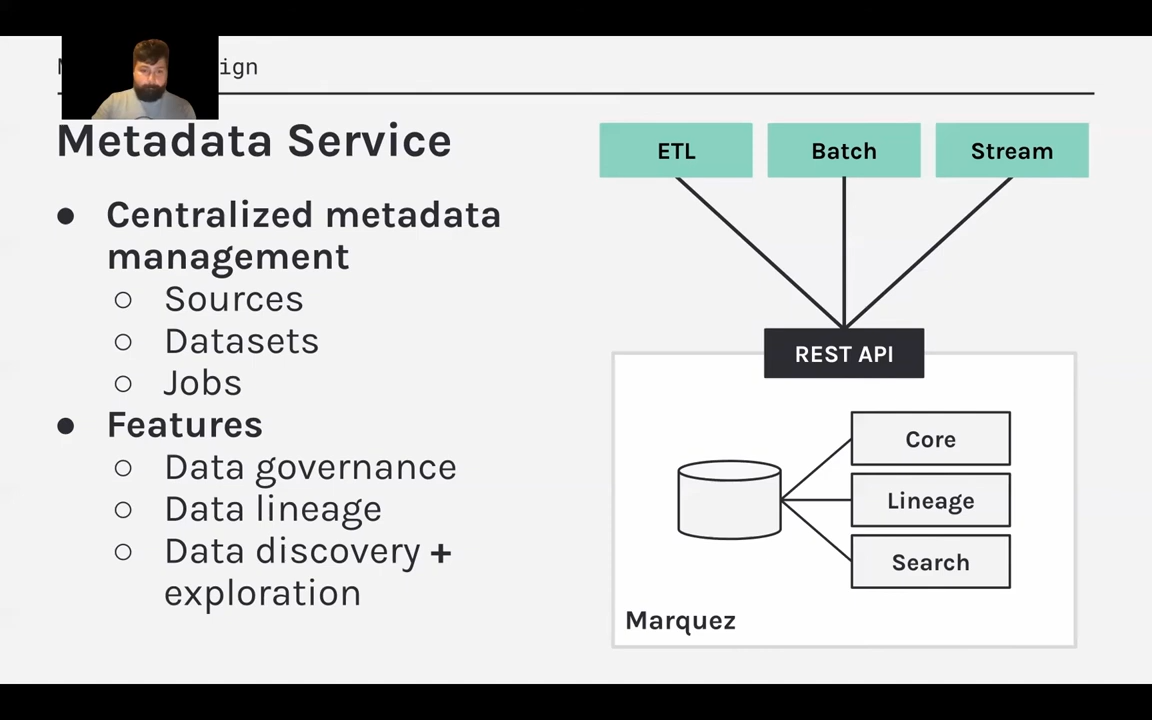 ign
Metadata Service
● Centralized metadata
management
○ Sources
○ Datasets
○ Jobs
● Features
○ Data governance
○ Data lineage
○ Data discovery +
exploration
ETL
Batch
Stream
REST API
Core
Lineage
Search
Marquez